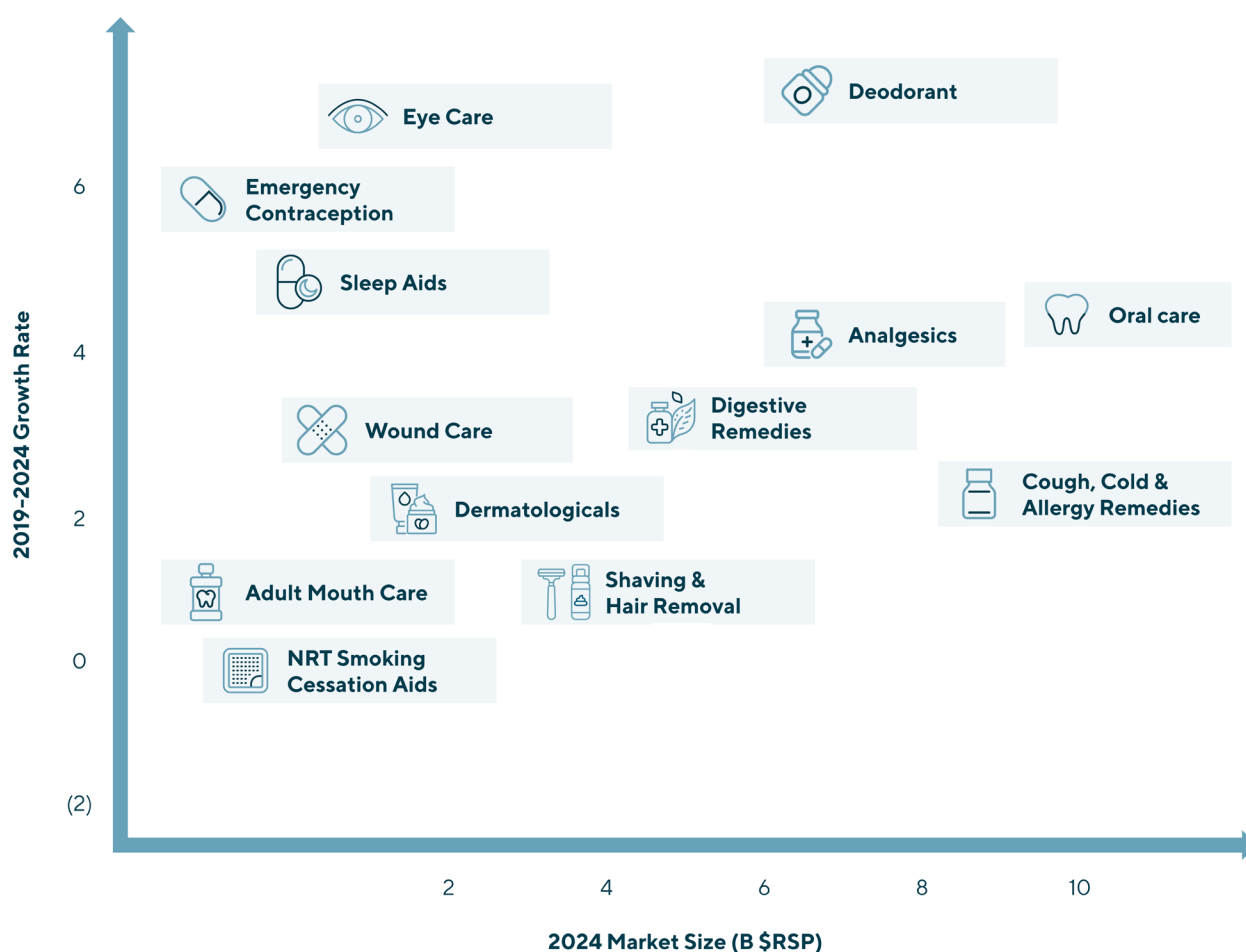 Deodorant
Eye Care
6
Emergency
Contraception
Sleep Aids
Oral care
Analgesics
4
Digestive
Remedies
Wound Care
Cough, Cold &
Allergy Remedies
Dermatologicals
2
Shaving &
Hair Removal
Adult Mouth Care
0
NRT Smoking
Cessation Aids
(2)
2019-2024 Growth Rate
2 4 6 8 10
2024 Market Size (B $RSP)